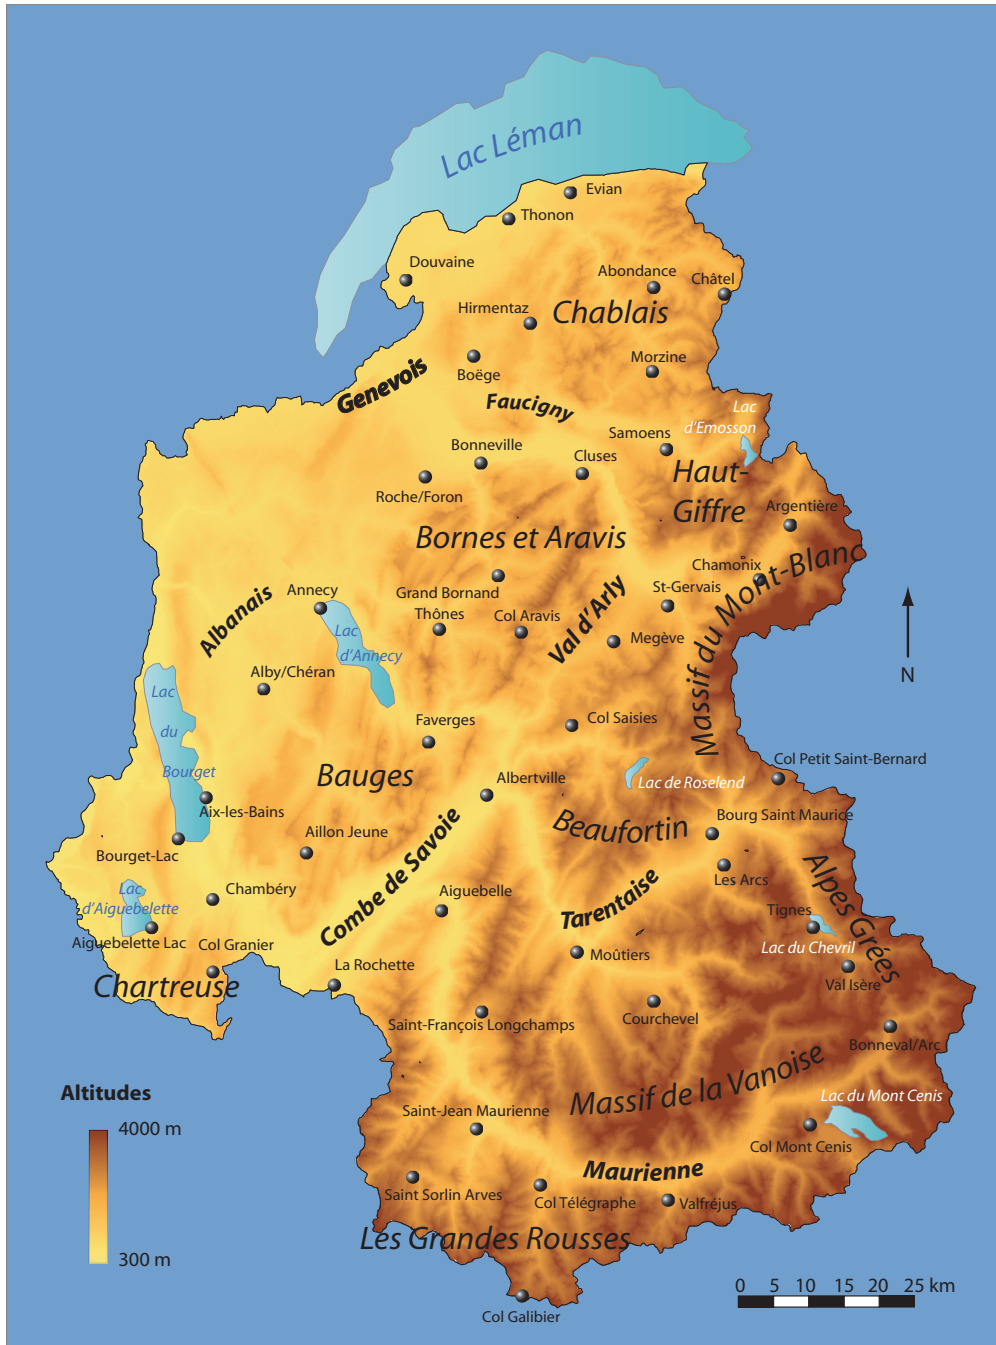 Lac Léman
Evian
Thonon
Douvaine
Abondance
Châtel
Hirmentaz
Chablais
Boëge
Morzine
Genevois
Faucigny
Lac
d'Emosson
Samoens
Bonneville
Cluses
Haut-
Giffre
Roche/Foron
Argentière
Bornes et Aravis
Chamonix
Massif du Mont-Blanc
St-Gervais
Annecy
Grand Bornand
Albanais
Thônes
Col Aravis
Val d'Arly
Megève
Lac
d'Annecy
N
Alby/Chéran
Lac
du
Bourget
Faverges
Col Saisies
Col Petit Saint-Bernard
Bauges
Albertville
Lac de Roselend
Aix-les-Bains
Beaufortin
Bourg Saint Maurice
Aillon Jeune
Bourget-Lac
Combe de Savoie
Les Arcs
Alpes Grées
Lac
d'Aiguebelette
Chambéry
Aiguebelle
Tarentaise
Tignes
Aiguebelette Lac
Col Granier
Lac du Chevril
Moûtiers
La Rochette
Chartreuse
Val Isère
Saint-François Longchamps
Courchevel
Bonneval/Arc
Massif de la Vanoise
Altitudes
Lac du Mont Cenis
Saint-Jean Maurienne
4000 m
Col Mont Cenis
Maurienne
Saint Sorlin Arves
Col Télégraphe
Valfréjus
Les Grandes Rousses
300 m
0 5 10 15 20 25 km
Col Galibier